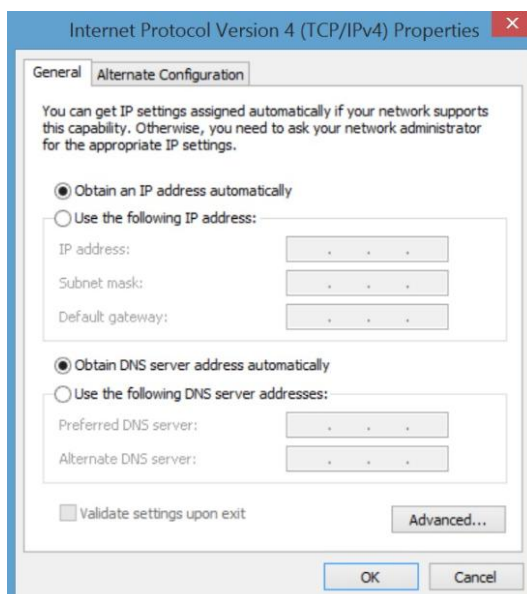 Internet Protocol Version 4 (TCP/IPv4) Properties
General
Alternate Configuration
You can get IP settings assigned automatically if your network supports
this capability. Otherwise, you need to ask your network administrator
for the appropriate IP settings.
Obtain an IP address automatically
Use the following IP address:
IP address:
Subnet mask:
Default gateway:
Obtain DNS server address automatically
Use the following DNS server addresses:
Preferred DNS server:
Alternate DNS server:
Validate settings upon exit
Advanced...
OK
Cancel